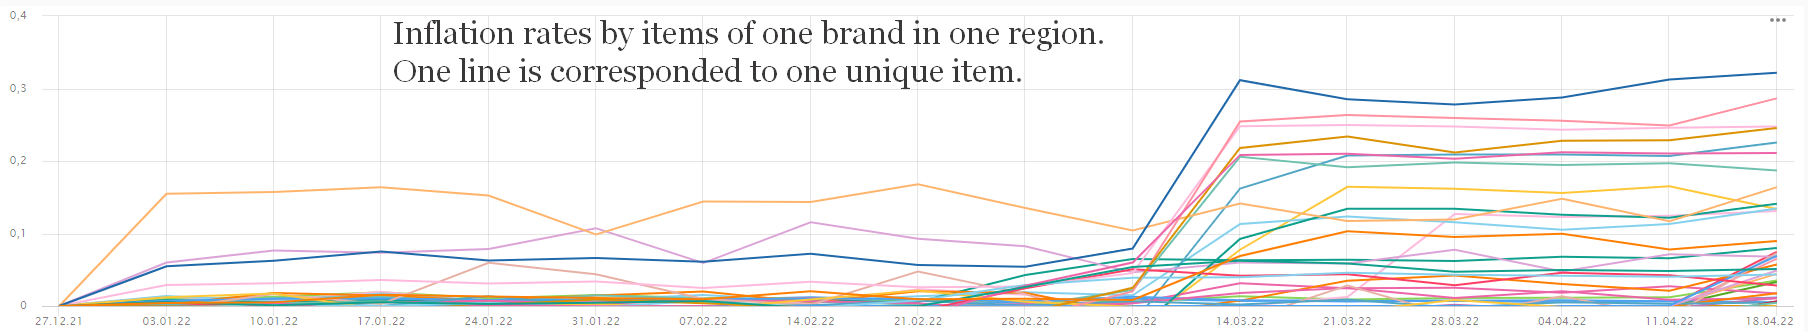 Inflation rates by items of one brand in one region.
One line is corresponded to one unique item.
0,4
0,3
0,2
0,1
0
27.12.21 03.01.22 10.01.22 17.01.22 24.01.22 31.01.22 07.02.22 14.02.22 21.02.22 28.02.22 07.03.22 14.03.22 21.03.22 28.03.22 04.04.22 11.04.22 18.04.22